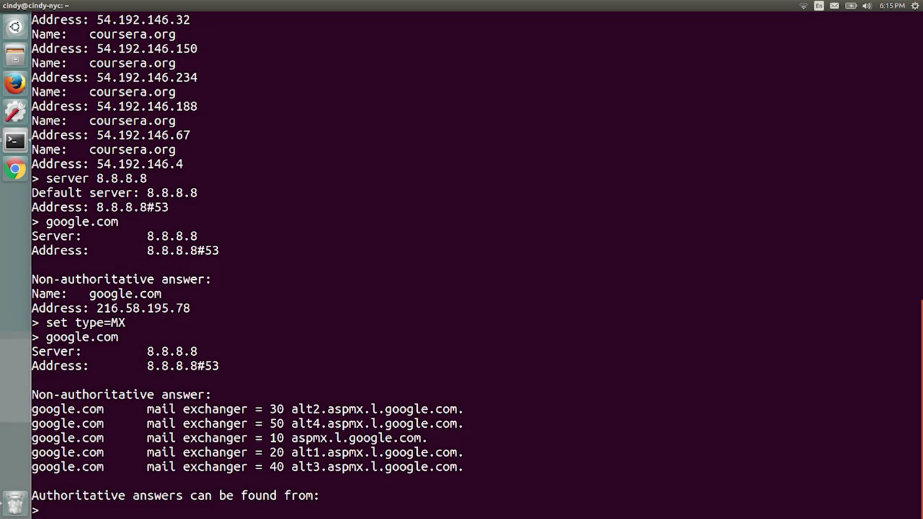 cindy@cindy-nyc: ~
En
6:15 PM
Address: 54.192.146.32
Name:   coursera.org
Address: 54.192.146.150
Name:   coursera.org
Address: 54.192.146.234
Name:   coursera.org
Address: 54.192.146.188
Name:   coursera.org
Address: 54.192.146.67
Name:   coursera.org
Address: 54.192.146.4
> server 8.8.8.8
Default server: 8.8.8.8
Address: 8.8.8.8#53
> google.com
Server:         8.8.8.8
Address:        8.8.8.8#53
Non-authoritative answer:
Name:   google.com
Address: 216.58.195.78
> set type=MX
> google.com
Server:         8.8.8.8
Address:        8.8.8.8#53
Non-authoritative answer:
google.com      mail exchanger = 30 alt2.aspmx.l.google.com.
google.com      mail exchanger = 50 alt4.aspmx.l.google.com.
google.com      mail exchanger = 10 aspmx.l.google.com.
google.com      mail exchanger = 20 alt1.aspmx.l.google.com.
google.com      mail exchanger = 40 alt3.aspmx.l.google.com.
Authoritative answers can be found from:
>